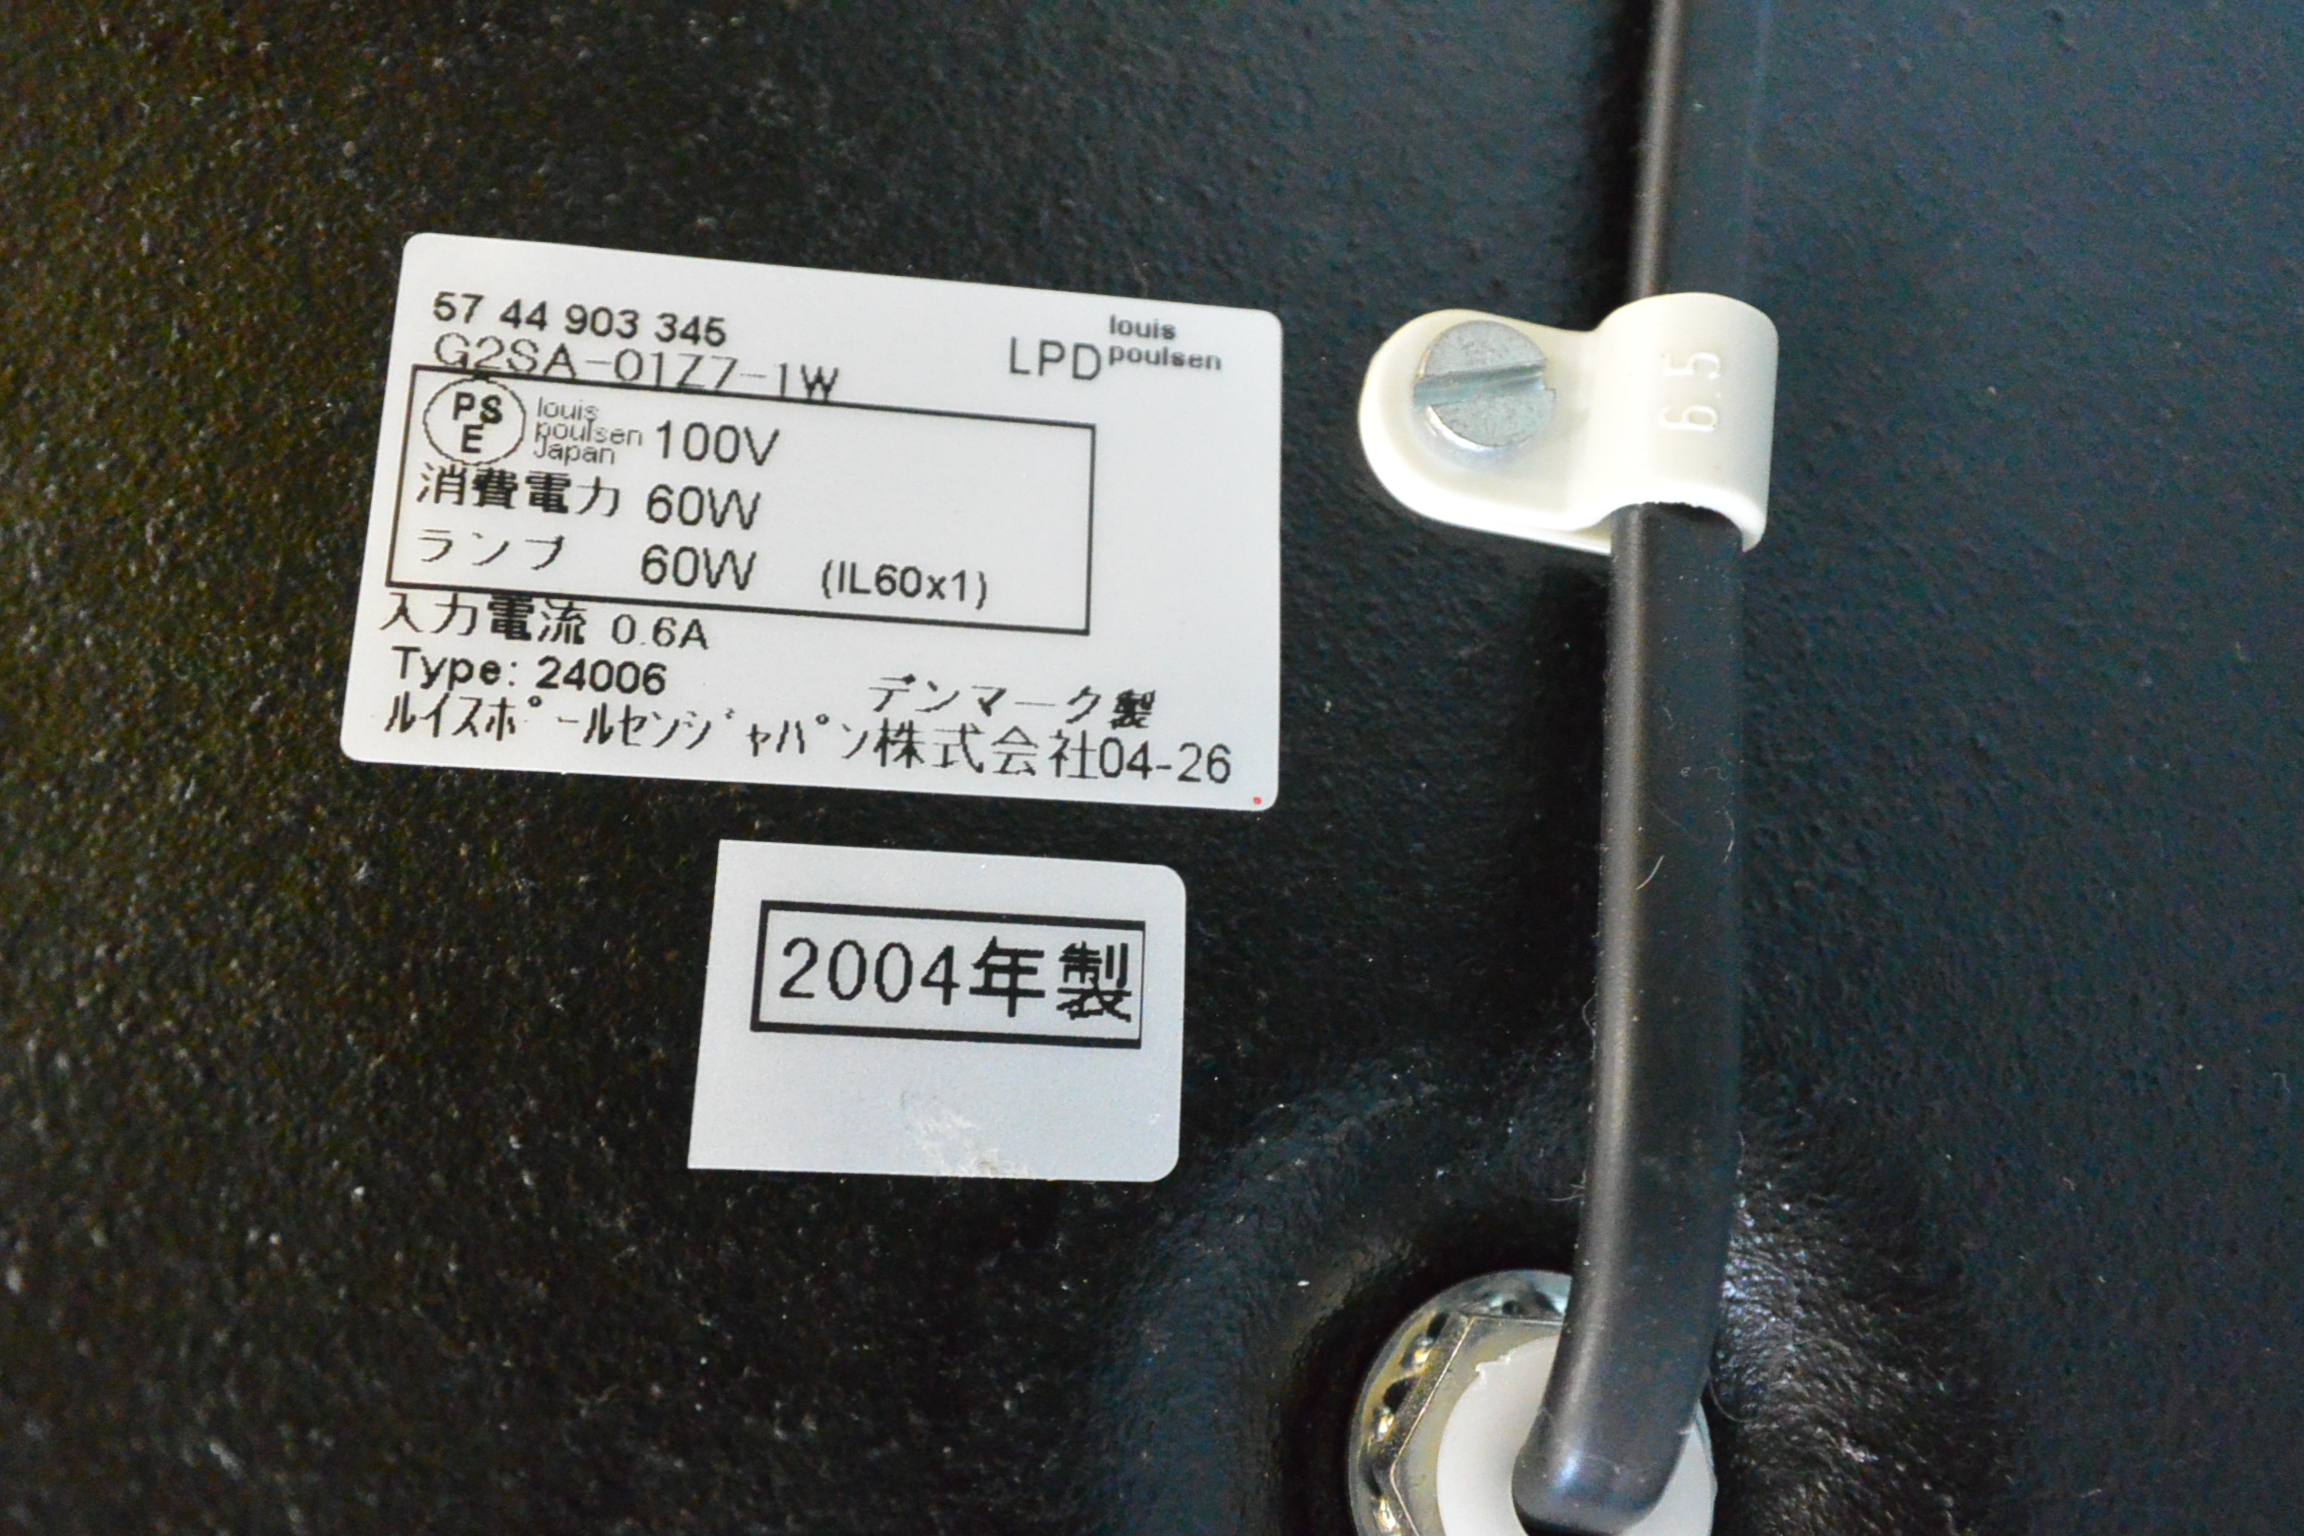 57 44 903 345
G2SA-01Z7-1W
LPD louis poulsen
PS E louis poulsen Japan 100V
消費電力 60W
ランプ 60W (IL60x1)
入力電流 0.6A
Type: 24006
デンマーク製
ルイスポールセンジャパン株式会社04-26
2004年製
6.5